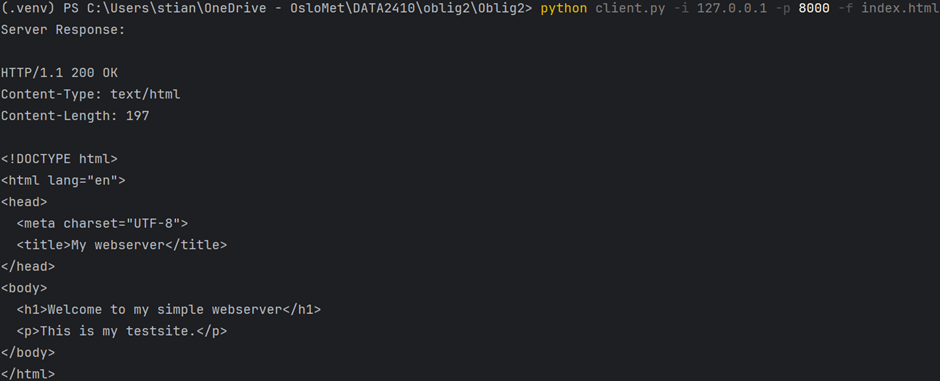 (.venv) PS C:\Users\stian\OneDrive - OsloMet\DATA2410\oblig2\Oblig2> python client.py -i 127.0.0.1 -p 8000 -f index.html
Server Response:

HTTP/1.1 200 OK
Content-Type: text/html
Content-Length: 197

<!DOCTYPE html>
<html lang="en">
<head>
  <meta charset="UTF-8">
  <title>My webserver</title>
</head>
<body>
  <h1>Welcome to my simple webserver</h1>
  <p>This is my testsite.</p>
</body>
</html>